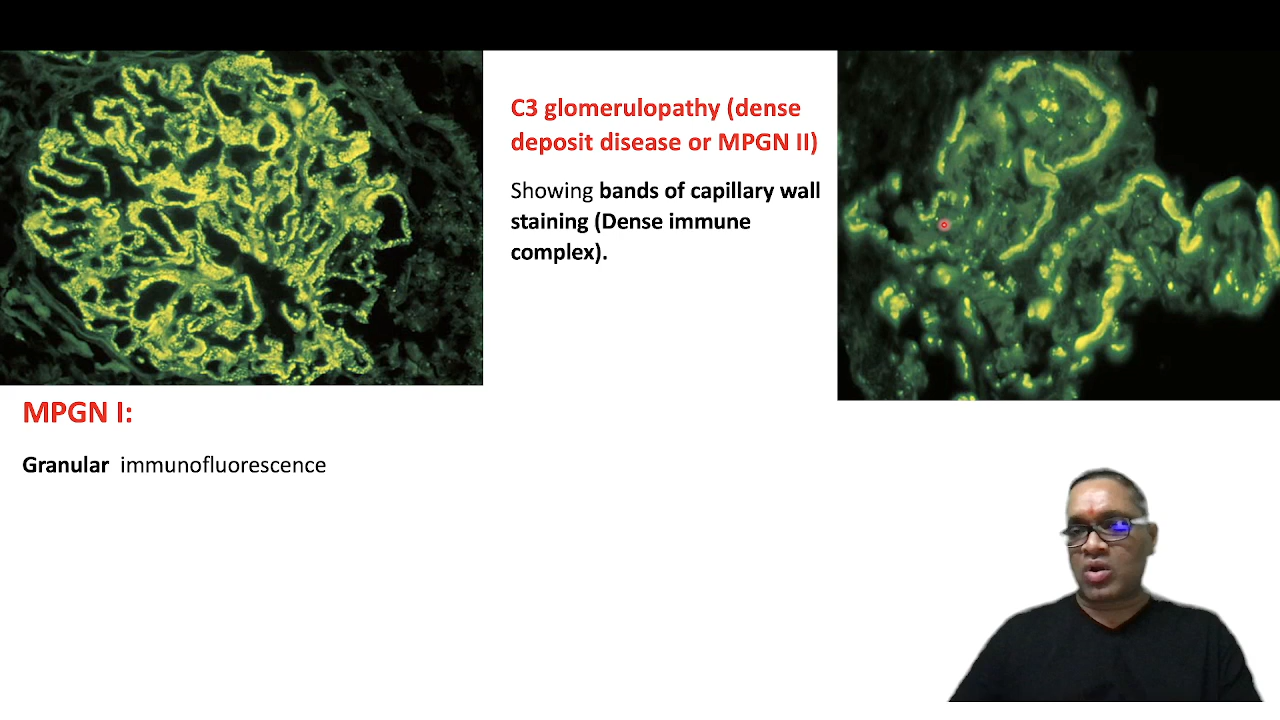 C3 glomerulopathy (dense
deposit disease or MPGN II)
Showing bands of capillary wall
staining (Dense immune
complex).
MPGN I:
Granular immunofluorescence